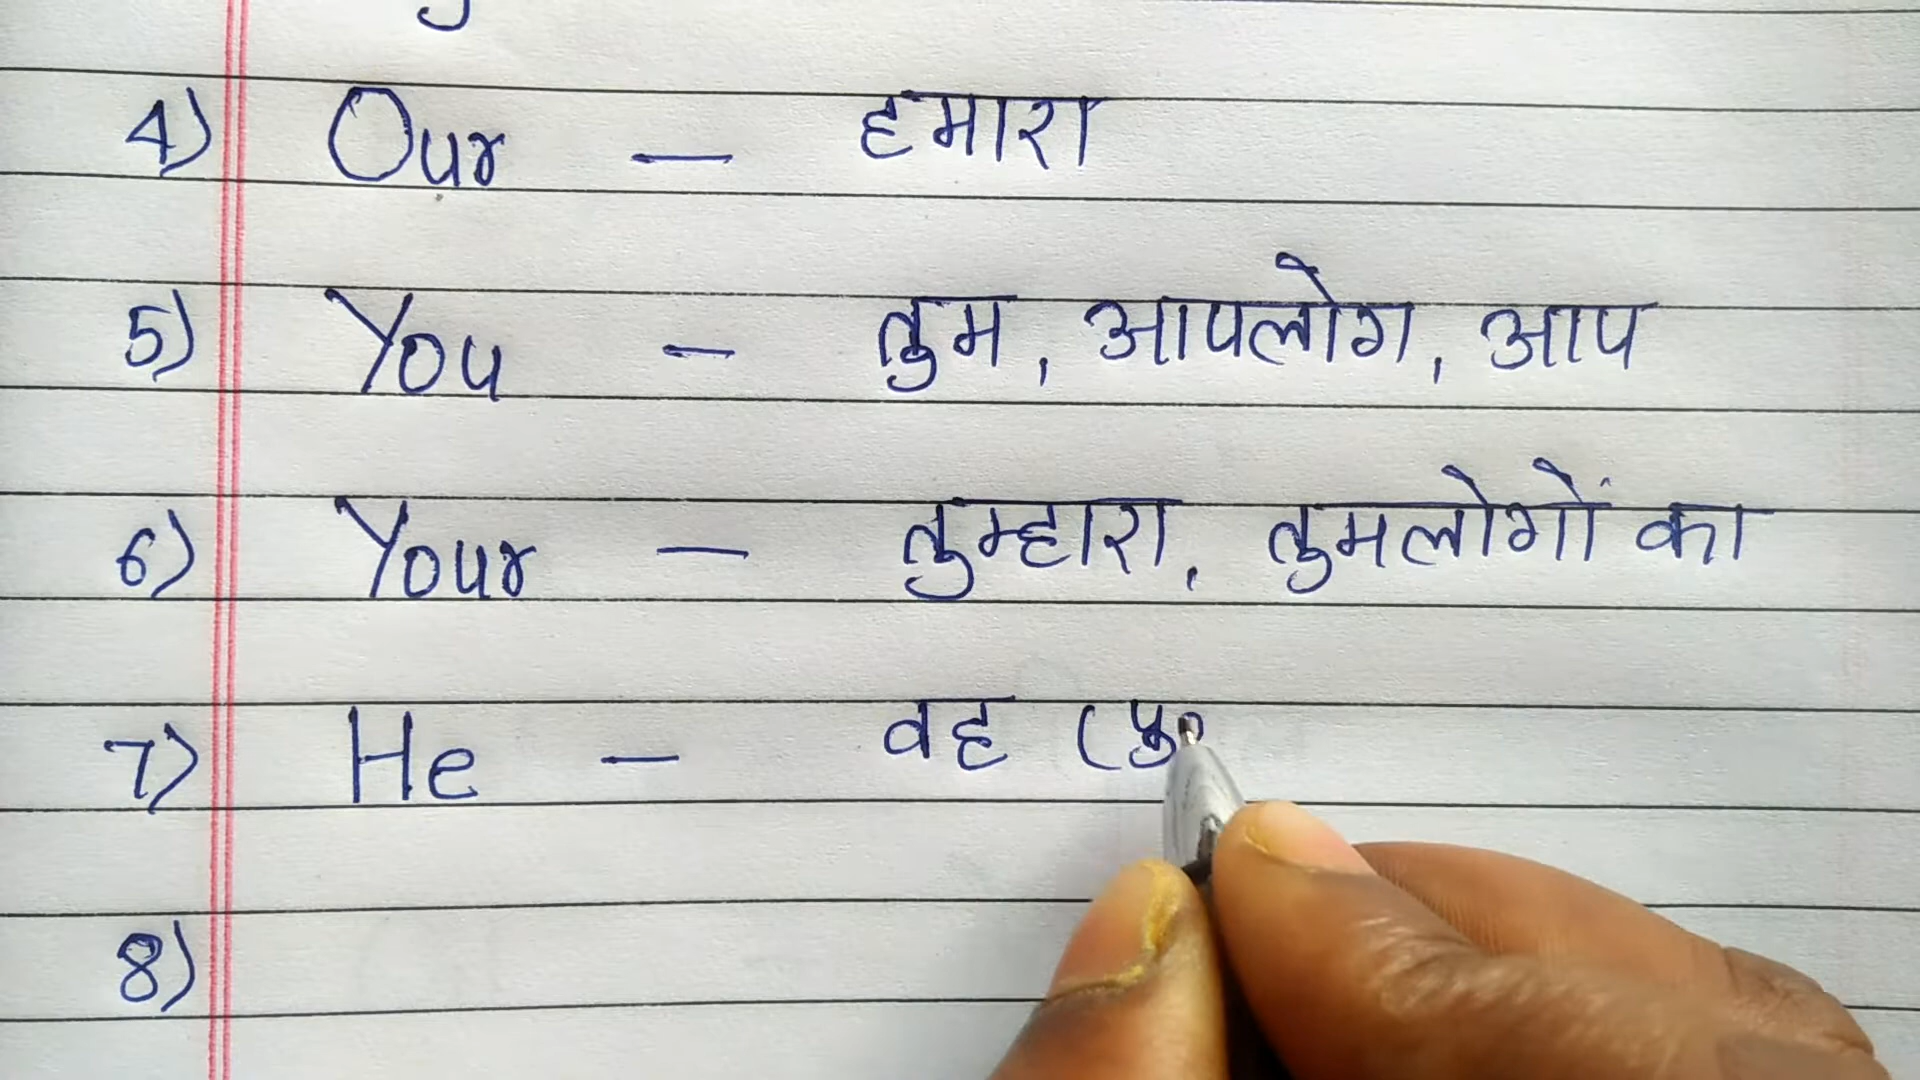 4) Our — हमारा
5) You — तुम, आपलोग, आप
6) Your — तुम्हारा, तुमलोगों का
7) He — वह (पु
8)